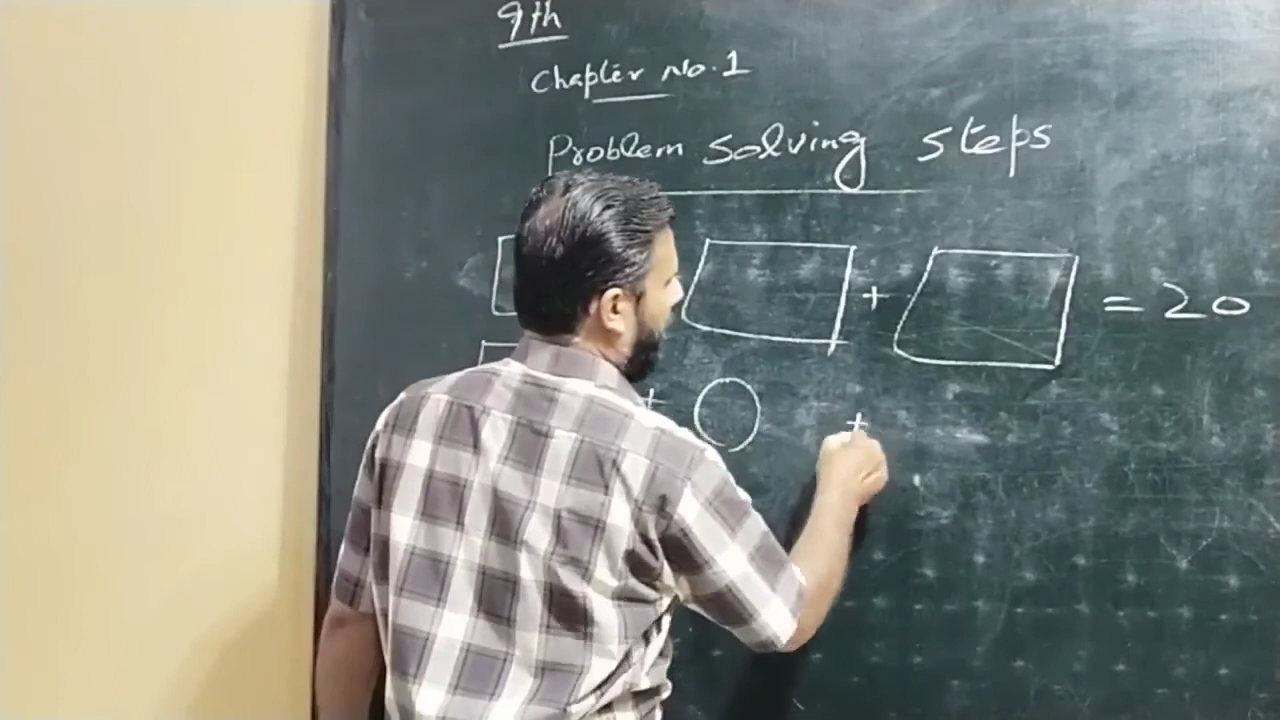 9th
Chapter No. 1
Problem solving steps
+ = 20
+ +